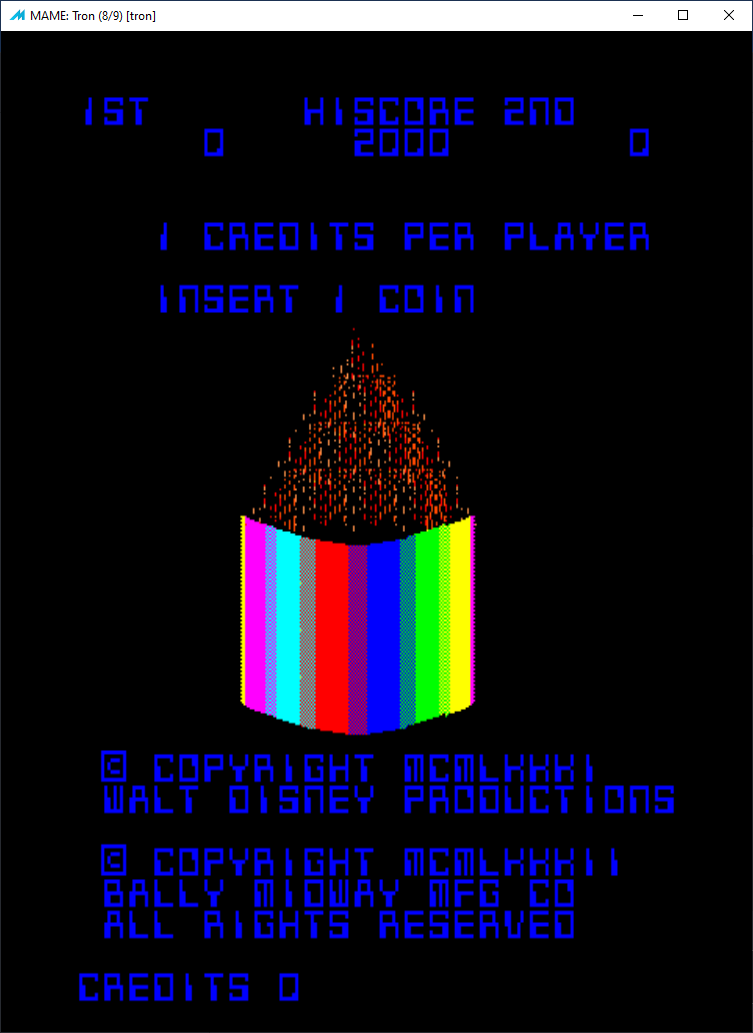 MAME: Tron (8/9) [tron]
1ST HISCORE 2ND
0 2000 0
1 CREDITS PER PLAYER
INSERT 1 COIN
© COPYRIGHT MCMLXXXI
WALT DISNEY PRODUCTIONS
© COPYRIGHT MCMLXXXII
BALLY MIDWAY MFG CO
ALL RIGHTS RESERVED
CREDITS 0